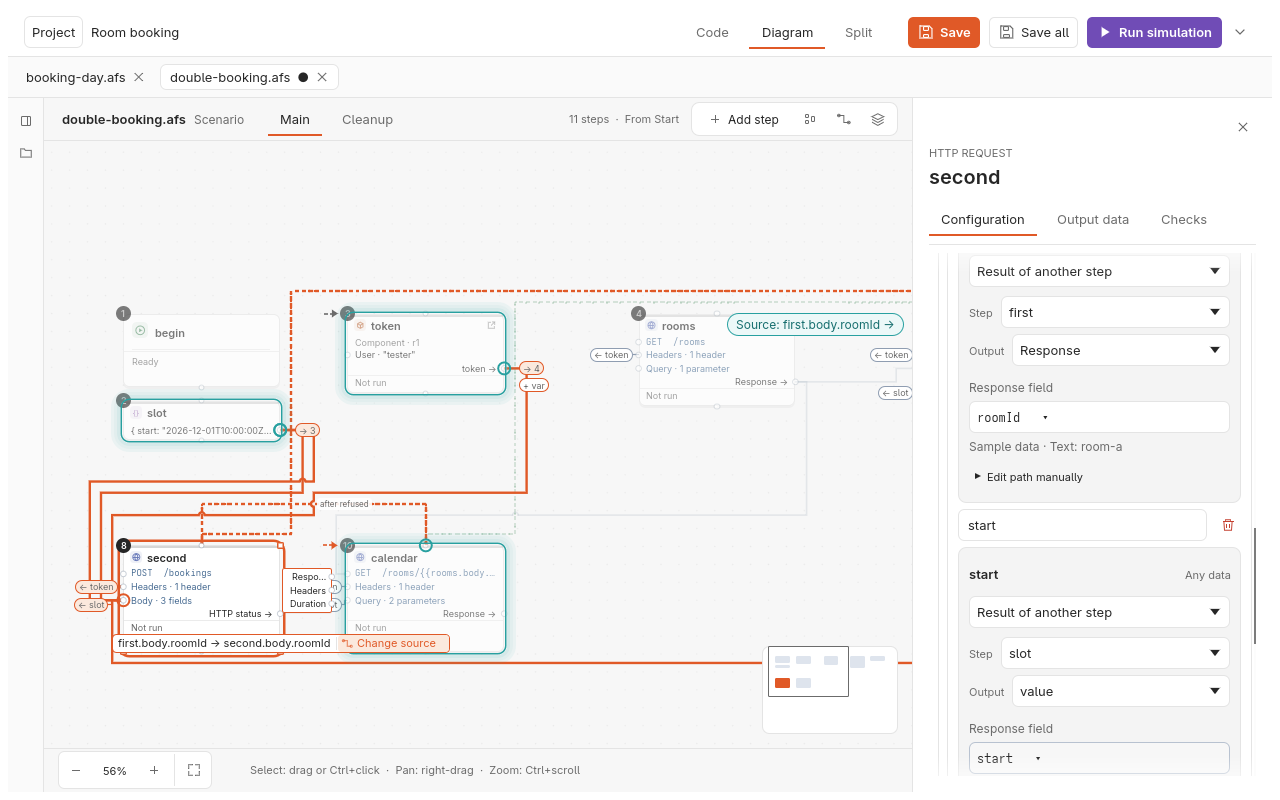 Project Room booking
Code Diagram Split
Save Save all Run simulation
booking-day.afs double-booking.afs
double-booking.afs Scenario Main Cleanup 11 steps · From Start + Add step
HTTP REQUEST
second
Configuration Output data Checks
Result of another step
Step first
Output Response
Response field
roomId
Sample data · Text: room-a
Edit path manually
start
start Any data
Result of another step
Step slot
Output value
Response field
start
1
begin
Ready
2
slot
{ start: "2026-12-01T10:00:00Z...
→ 3
3
token
Component · r1
User · "tester"
token →
Not run
→ 4
+ var
4
rooms
Source: first.body.roomId →
GET /rooms
← token
Headers · 1 header
Query · 1 parameter
Response →
Not run
← token
← slot
after refused
8
second
POST /bookings
← token
Headers · 1 header
← slot
Body · 3 fields
HTTP status →
Not run
Respo...
Headers
Duration
10
calendar
GET /rooms/{{rooms.body...
Headers · 1 header
Query · 2 parameters
Response →
Not run
first.body.roomId → second.body.roomId Change source
− 56% +
Select: drag or Ctrl+click · Pan: right-drag · Zoom: Ctrl+scroll